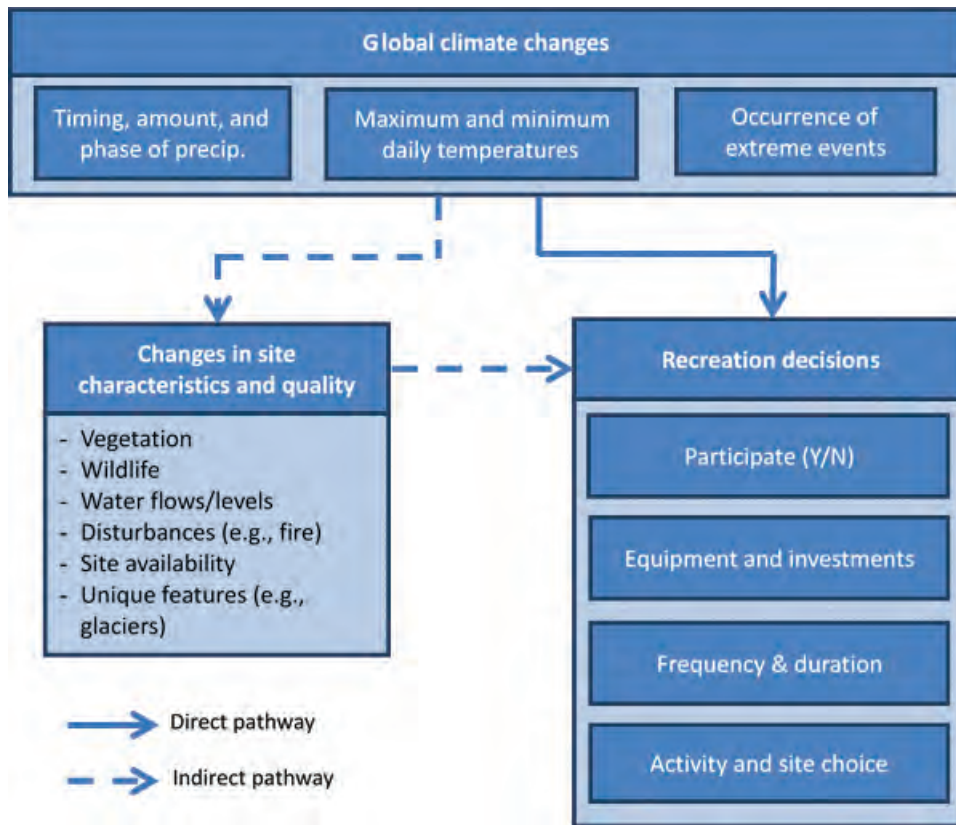 Global climate changes
Timing, amount, and
phase of precip.
Maximum and minimum
daily temperatures
Occurrence of
extreme events
Changes in site
characteristics and quality
- Vegetation
- Wildlife
- Water flows/levels
- Disturbances (e.g., fire)
- Site availability
- Unique features (e.g.,
glaciers)
Recreation decisions
Participate (Y/N)
Equipment and investments
Frequency & duration
Activity and site choice
Direct pathway
Indirect pathway